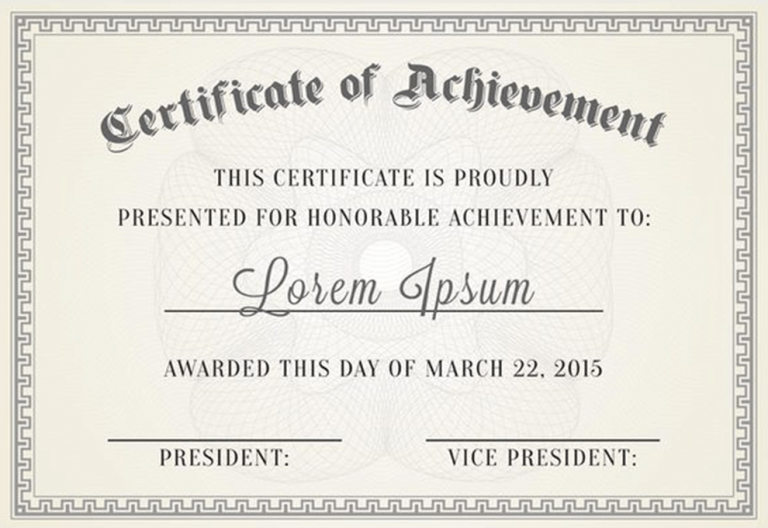 Certificate of Achievement
THIS CERTIFICATE IS PROUDLY
PRESENTED FOR HONORABLE ACHIEVEMENT TO:
Lorem Ipsum
AWARDED THIS DAY OF MARCH 22, 2015
PRESIDENT: VICE PRESIDENT: